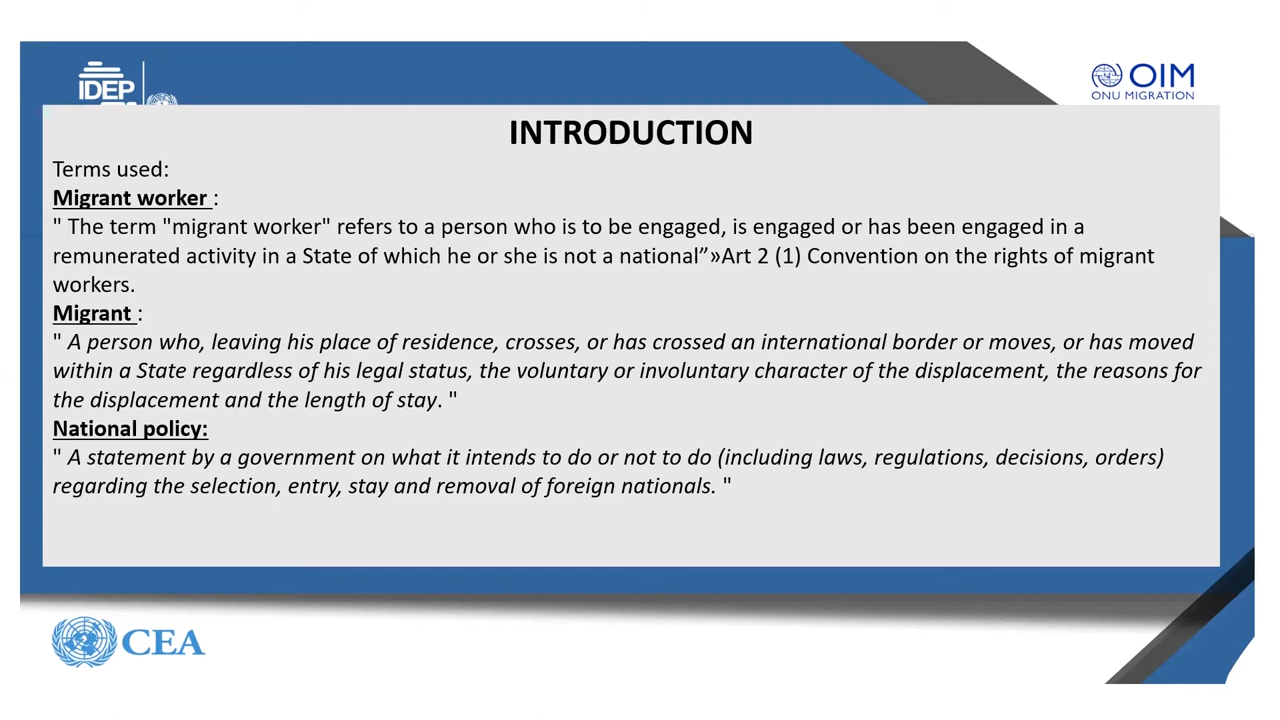 IDEP
OIM
ONU MIGRATION
INTRODUCTION
Terms used:
Migrant worker :
" The term "migrant worker" refers to a person who is to be engaged, is engaged or has been engaged in a
remunerated activity in a State of which he or she is not a national”»Art 2 (1) Convention on the rights of migrant
workers.
Migrant :
" A person who, leaving his place of residence, crosses, or has crossed an international border or moves, or has moved
within a State regardless of his legal status, the voluntary or involuntary character of the displacement, the reasons for
the displacement and the length of stay. "
National policy:
" A statement by a government on what it intends to do or not to do (including laws, regulations, decisions, orders)
regarding the selection, entry, stay and removal of foreign nationals. "
CEA